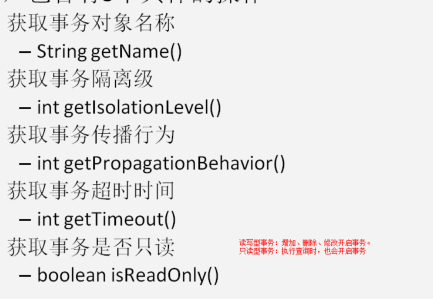 获取事务对象名称
– String getName()
获取事务隔离级
– int getIsolationLevel()
获取事务传播行为
– int getPropagationBehavior()
获取事务超时时间
– int getTimeout()
获取事务是否只读
读写型事务：增加、删除、修改开启事务。
只读型事务：执行查询时，也会开启事务
– boolean isReadOnly()